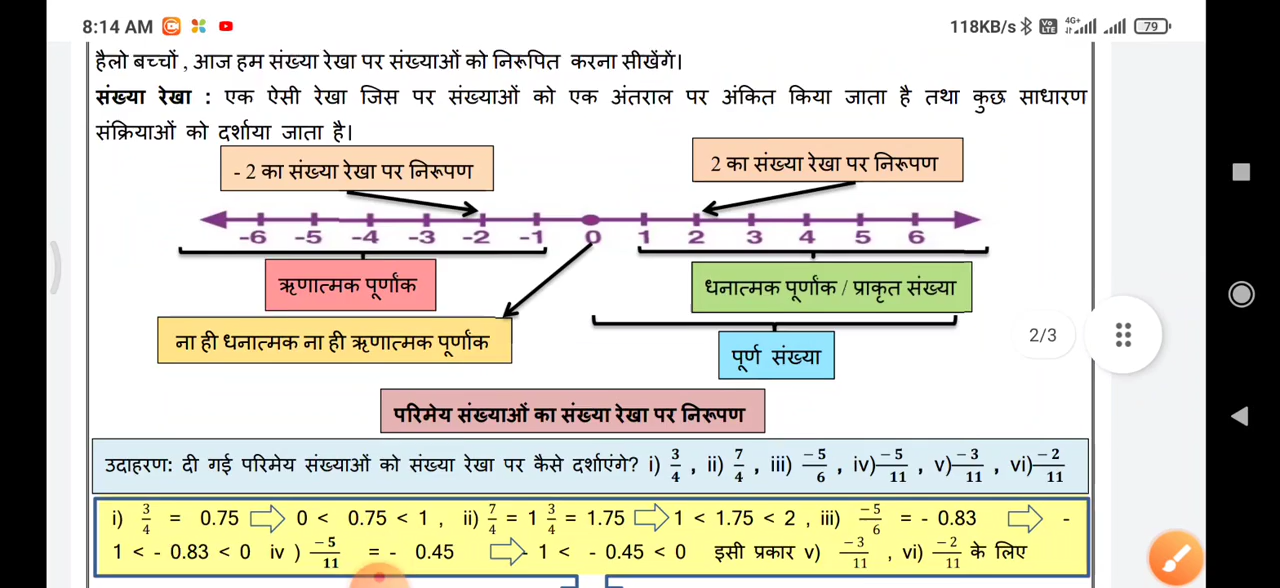 8:14 AM 118KB/s Vo LTE 4G+ 79
हैलो बच्चों , आज हम संख्या रेखा पर संख्याओं को निरूपित करना सीखेंगें।
संख्या रेखा : एक ऐसी रेखा जिस पर संख्याओं को एक अंतराल पर अंकित किया जाता है तथा कुछ साधारण
संक्रियाओं को दर्शाया जाता है।
- 2 का संख्या रेखा पर निरूपण
2 का संख्या रेखा पर निरूपण
-6 -5 -4 -3 -2 -1 0 1 2 3 4 5 6
ऋणात्मक पूर्णांक
धनात्मक पूर्णांक / प्राकृत संख्या
ना ही धनात्मक ना ही ऋणात्मक पूर्णांक
पूर्ण संख्या
2/3
परिमेय संख्याओं का संख्या रेखा पर निरूपण
उदाहरण: दी गई परिमेय संख्याओं को संख्या रेखा पर कैसे दर्शाएंगे? i) 3/4 , ii) 7/4 , iii) -5/6 , iv) -5/11 , v) -3/11 , vi) -2/11
i) 3/4 = 0.75 ⇨ 0 < 0.75 < 1 , ii) 7/4 = 1 3/4 = 1.75 ⇨ 1 < 1.75 < 2 , iii) -5/6 = - 0.83 ⇨ -
1 < - 0.83 < 0 iv ) -5/11 = - 0.45 ⇨ - 1 < - 0.45 < 0 इसी प्रकार v) -3/11 , vi) -2/11 के लिए